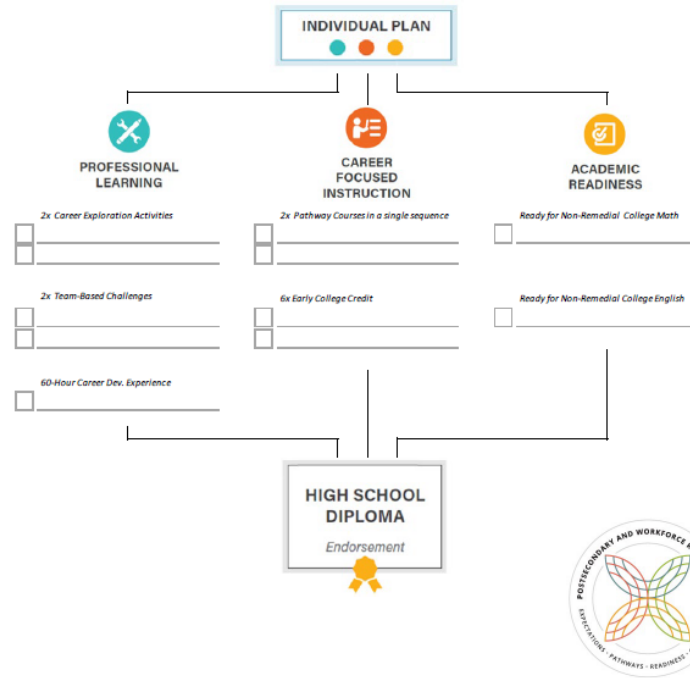 INDIVIDUAL PLAN
PROFESSIONAL
LEARNING
2x Career Exploration Activities
2x Team-Based Challenges
60-Hour Career Dev. Experience
CAREER
FOCUSED
INSTRUCTION
2x Pathway Courses in a single sequence
6x Early College Credit
ACADEMIC
READINESS
Ready for Non-Remedial College Math
Ready for Non-Remedial College English
HIGH SCHOOL
DIPLOMA
Endorsement
POSTSECONDARY AND WORKFORCE
EXPECTATIONS · PATHWAYS · READINESS ·